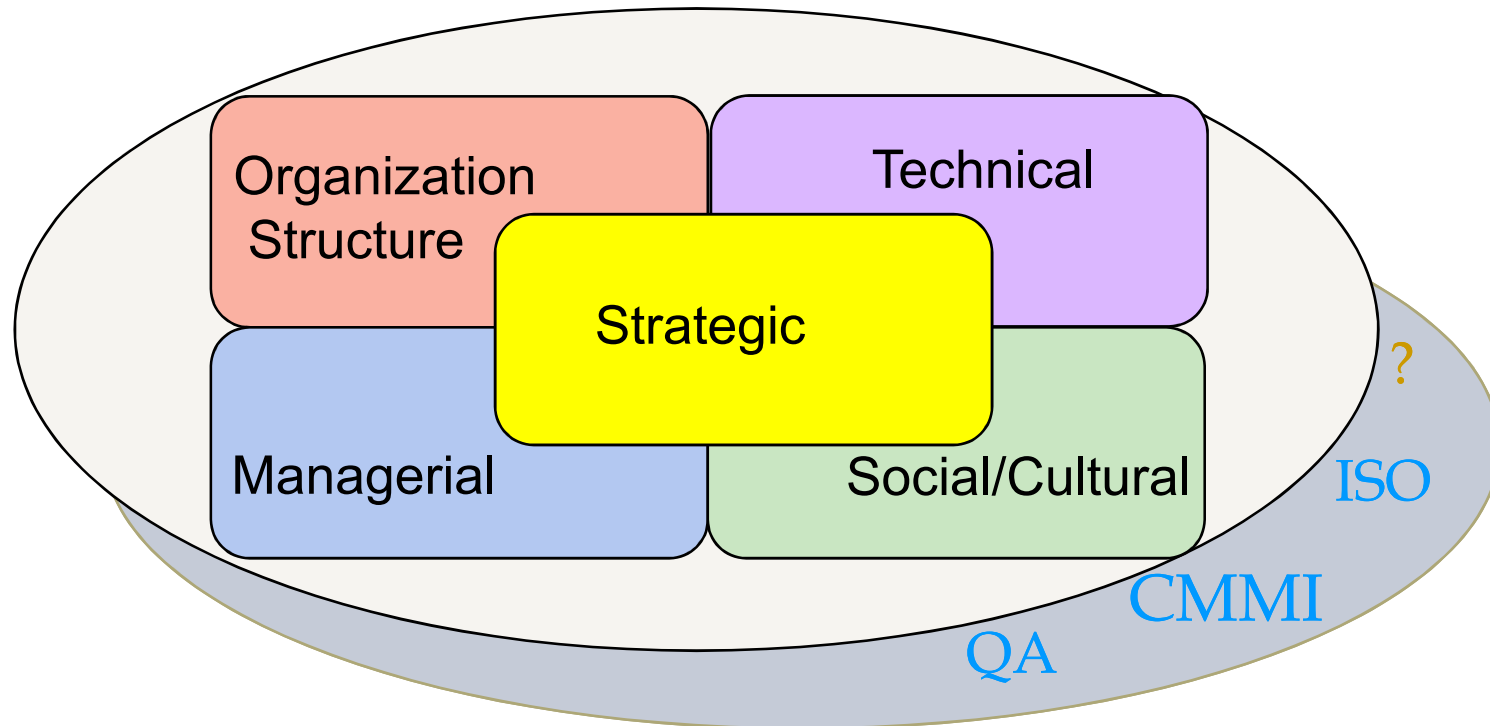 Organization
Structure
Technical
Strategic
Managerial
Social/Cultural
?
ISO
CMMI
QA